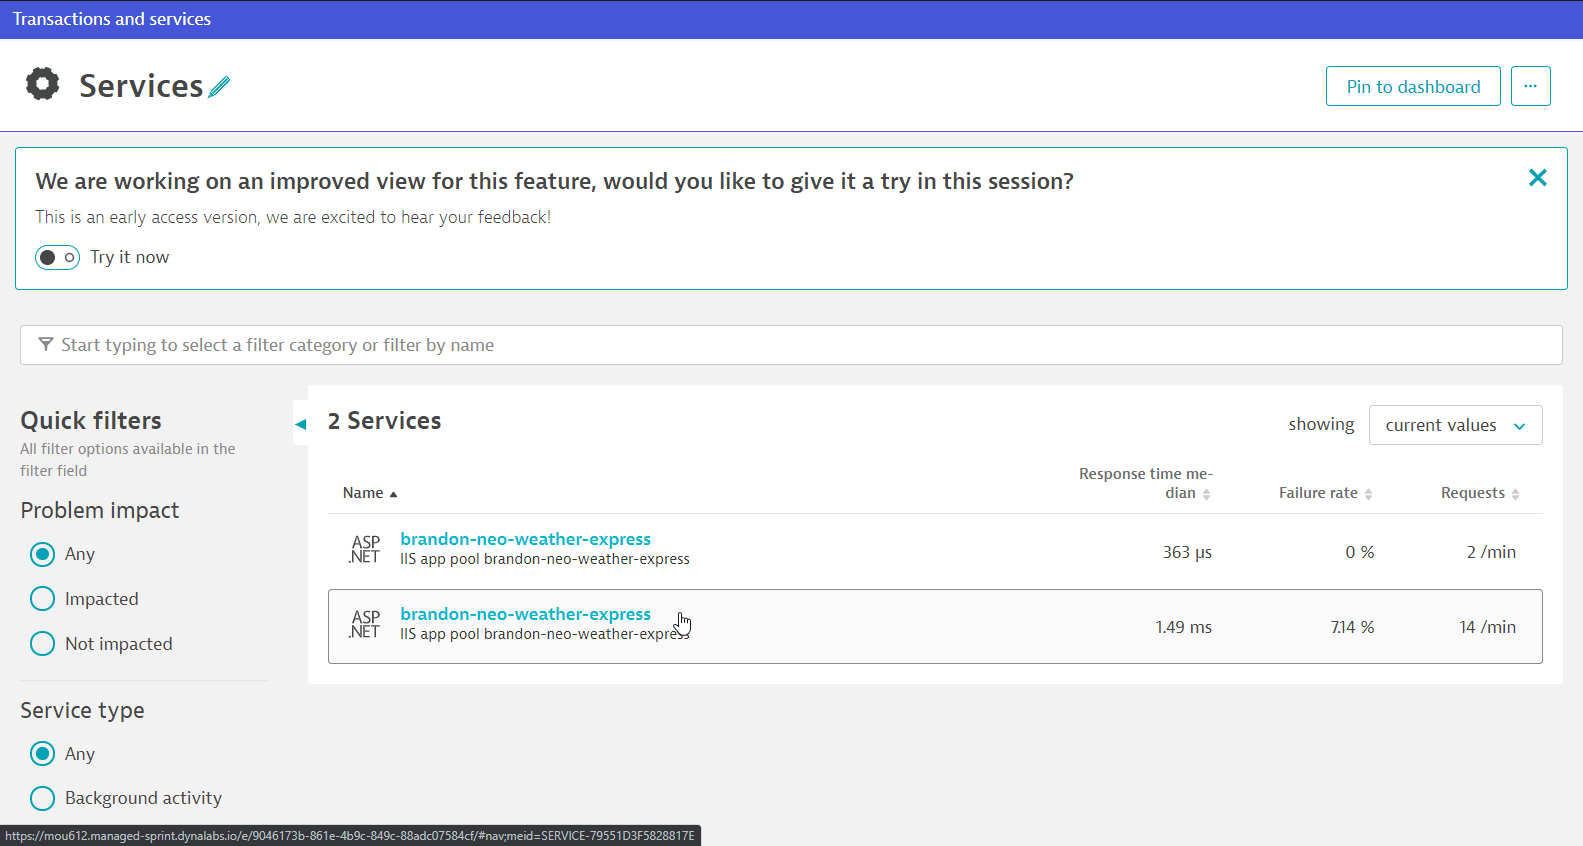 Transactions and services
Services
Pin to dashboard
...
We are working on an improved view for this feature, would you like to give it a try in this session?
This is an early access version, we are excited to hear your feedback!
Try it now
Start typing to select a filter category or filter by name
Quick filters
All filter options available in the
filter field
Problem impact
Any
Impacted
Not impacted
Service type
Any
Background activity
2 Services
showing
current values
Name
Response time me-
dian
Failure rate
Requests
ASP
.NET
brandon-neo-weather-express
IIS app pool brandon-neo-weather-express
363 µs
0 %
2 /min
ASP
.NET
brandon-neo-weather-express
IIS app pool brandon-neo-weather-express
1.49 ms
7.14 %
14 /min
https://mou612.managed-sprint.dynalabs.io/e/9046173b-861e-4b9c-849c-88adc07584cf/#nav;meid=SERVICE-79551D3F5828817E